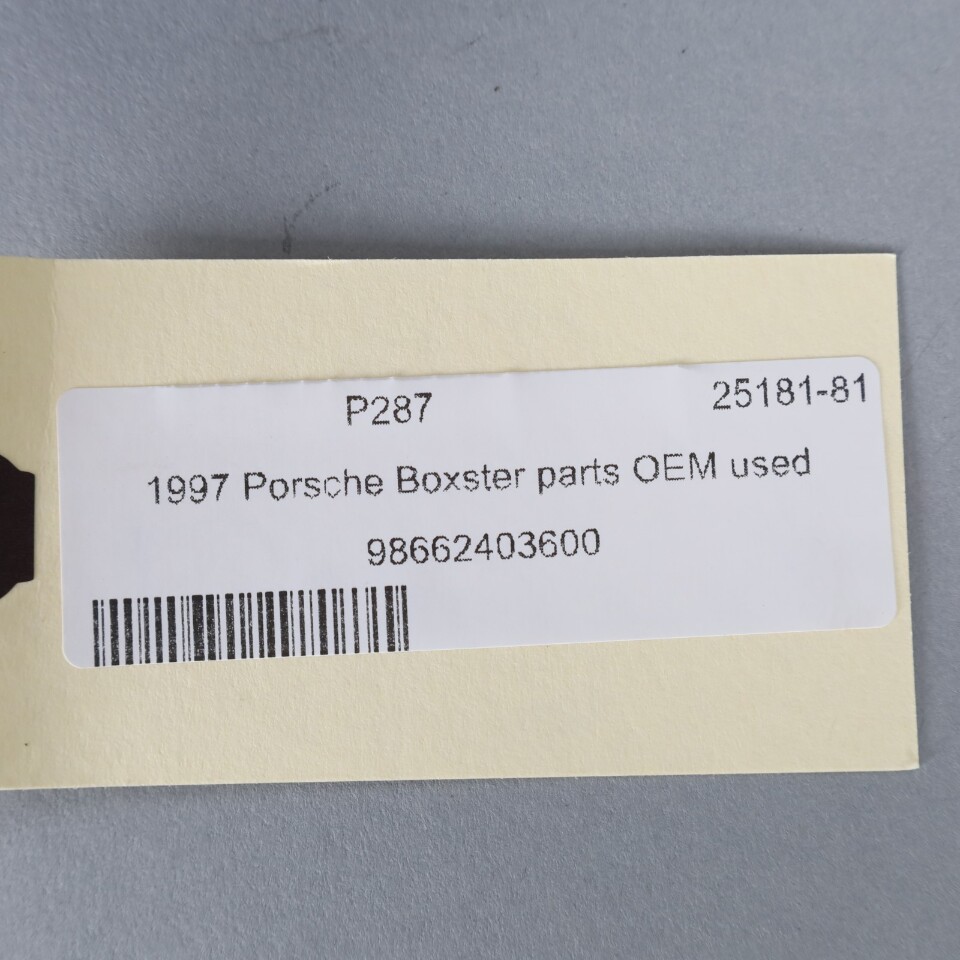 P287 25181-81
1997 Porsche Boxster parts OEM used
98662403600